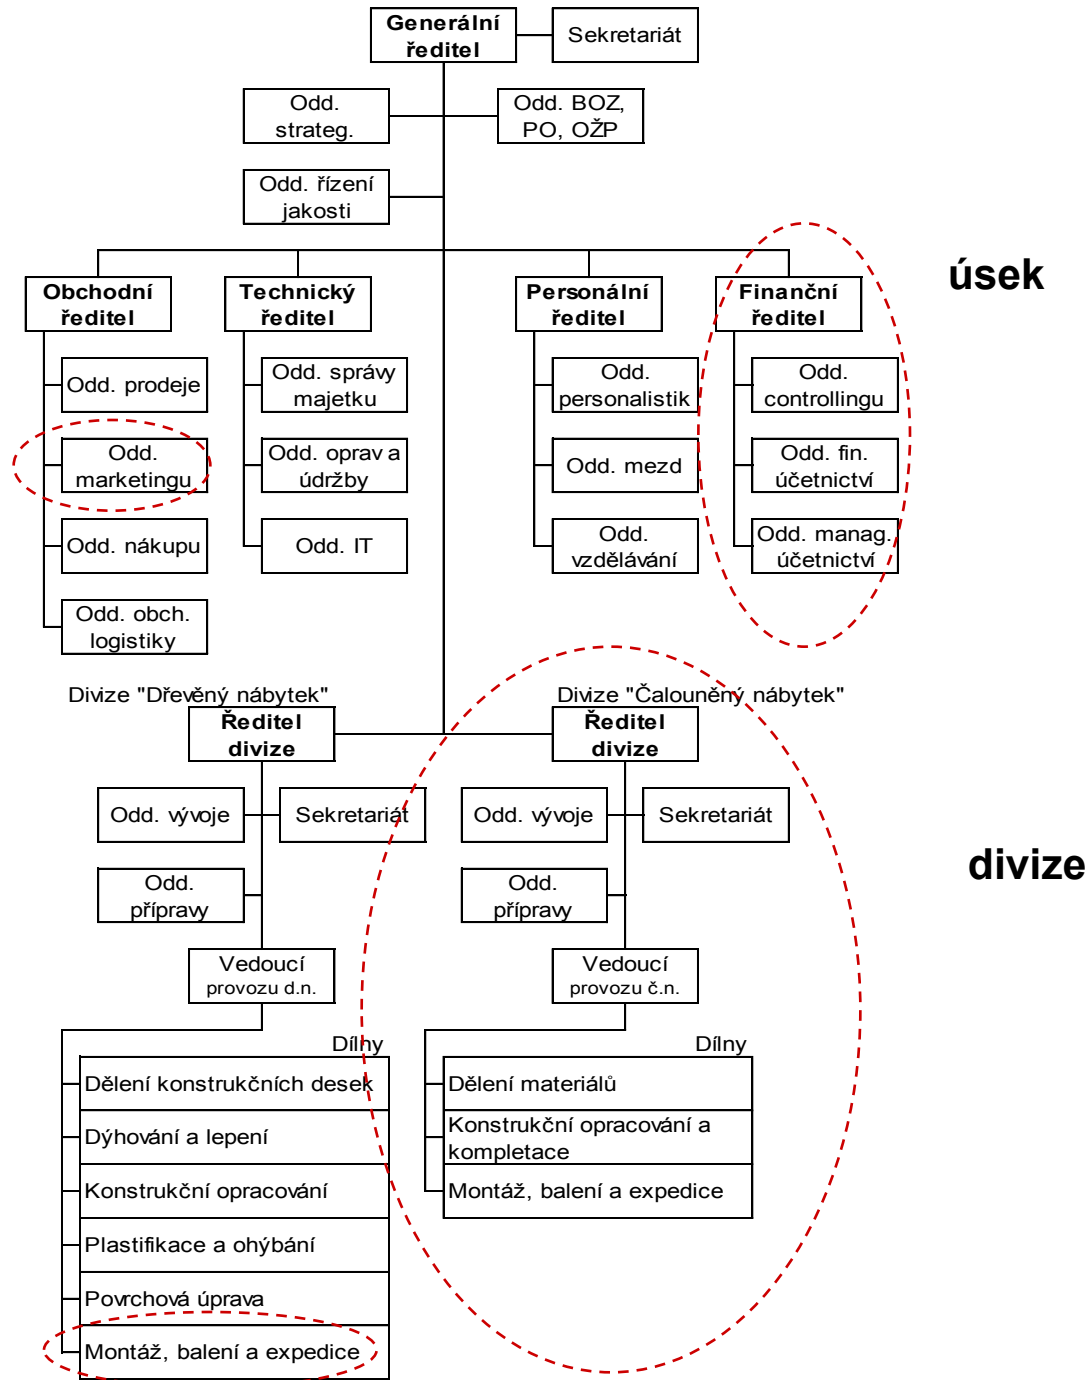 Generální
ředitel
Sekretariát
Odd.
strateg.
Odd. BOZ,
PO, OŽP
Odd. řízení
jakosti
úsek
Obchodní
ředitel
Technický
ředitel
Personální
ředitel
Finanční
ředitel
Odd. prodeje
Odd. správy
majetku
Odd.
personalistik
Odd.
controllingu
Odd.
marketingu
Odd. oprav a
údržby
Odd. mezd
Odd. fin.
účetnictví
Odd. nákupu
Odd. IT
Odd.
vzdělávání
Odd. manag.
účetnictví
Odd. obch.
logistiky
Divize "Dřevěný nábytek"
Divize "Čalouněný nábytek"
Ředitel
divize
Ředitel
divize
Odd. vývoje
Sekretariát
Odd. vývoje
Sekretariát
divize
Odd.
přípravy
Odd.
přípravy
Vedoucí
provozu d.n.
Vedoucí
provozu č.n.
Dílny
Dílny
Dělení konstrukčních desek
Dýhování a lepení
Konstrukční opracování
Plastifikace a ohýbání
Povrchová úprava
Montáž, balení a expedice
Dělení materiálů
Konstrukční opracování a
kompletace
Montáž, balení a expedice